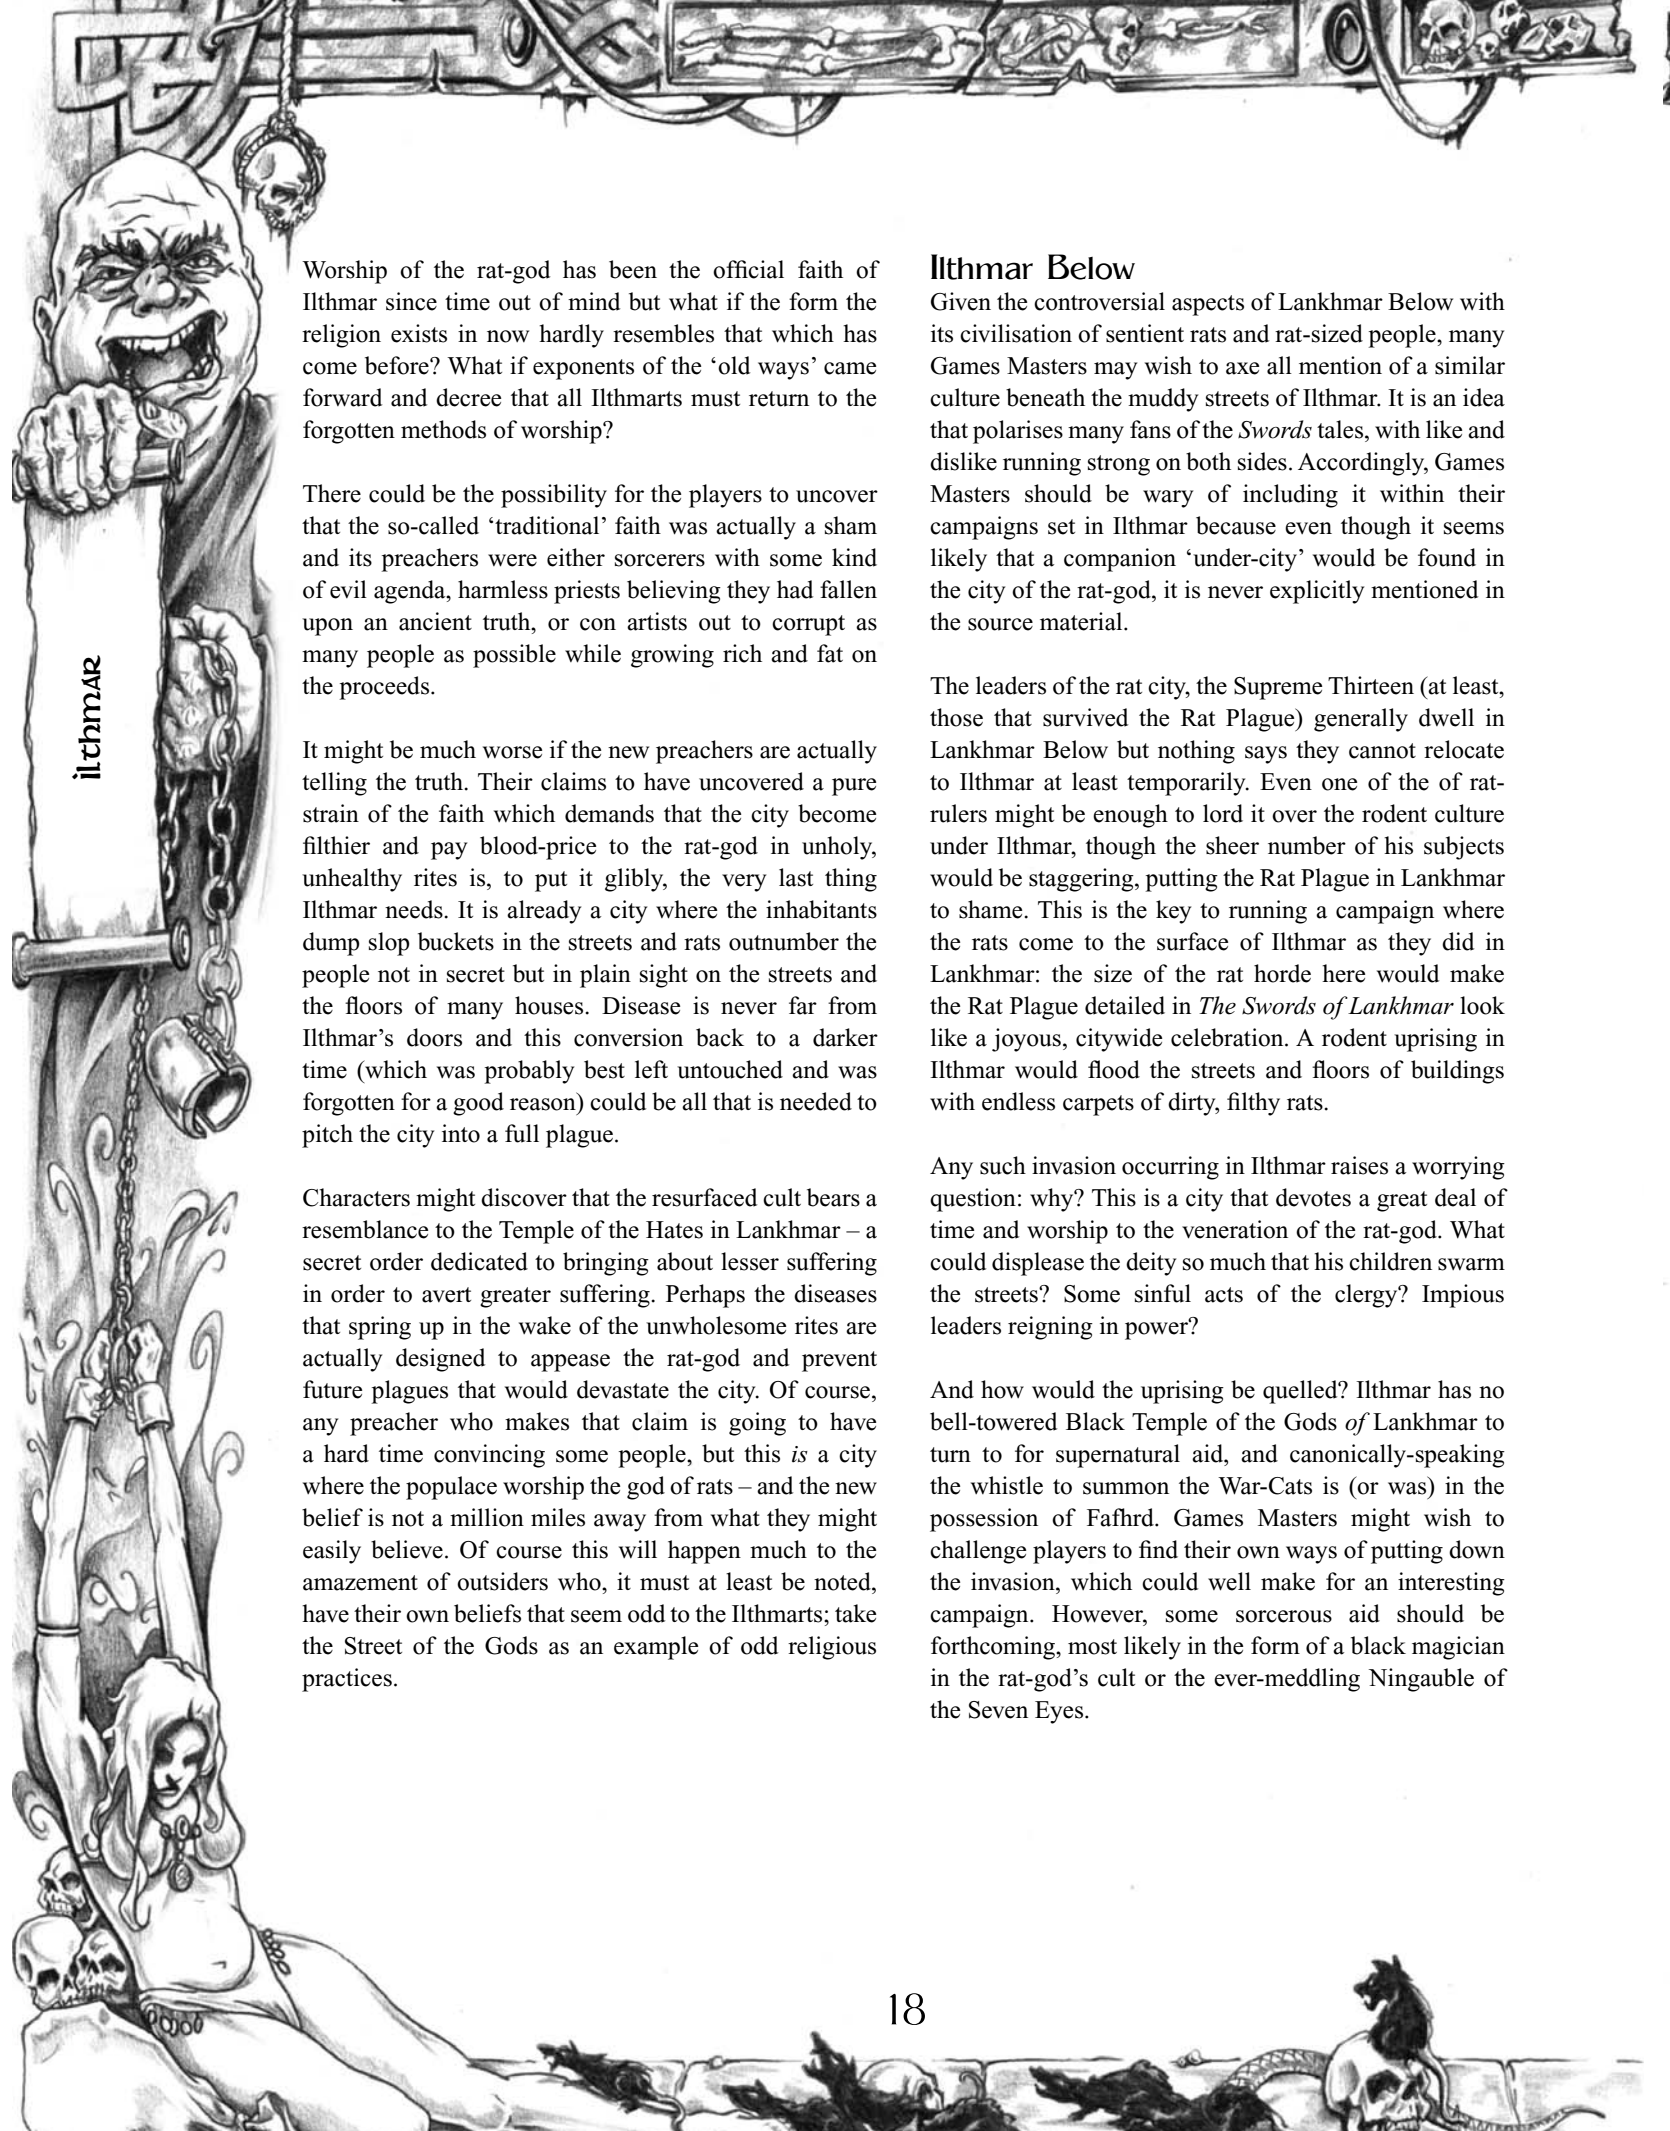 Worship of the rat-god has been the official faith of
Ilthmar since time out of mind but what if the form the
religion exists in now hardly resembles that which has
come before? What if exponents of the ‘old ways’ came
forward and decree that all Ilthmarts must return to the
forgotten methods of worship?
There could be the possibility for the players to uncover
that the so-called ‘traditional’ faith was actually a sham
and its preachers were either sorcerers with some kind
of evil agenda, harmless priests believing they had fallen
upon an ancient truth, or con artists out to corrupt as
many people as possible while growing rich and fat on
the proceeds.
It might be much worse if the new preachers are actually
telling the truth. Their claims to have uncovered a pure
strain of the faith which demands that the city become
filthier and pay blood-price to the rat-god in unholy,
unhealthy rites is, to put it glibly, the very last thing
Ilthmar needs. It is already a city where the inhabitants
dump slop buckets in the streets and rats outnumber the
people not in secret but in plain sight on the streets and
the floors of many houses. Disease is never far from
Ilthmar’s doors and this conversion back to a darker
time (which was probably best left untouched and was
forgotten for a good reason) could be all that is needed to
pitch the city into a full plague.
Characters might discover that the resurfaced cult bears a
resemblance to the Temple of the Hates in Lankhmar – a
secret order dedicated to bringing about lesser suffering
in order to avert greater suffering. Perhaps the diseases
that spring up in the wake of the unwholesome rites are
actually designed to appease the rat-god and prevent
future plagues that would devastate the city. Of course,
any preacher who makes that claim is going to have
a hard time convincing some people, but this is a city
where the populace worship the god of rats – and the new
belief is not a million miles away from what they might
easily believe. Of course this will happen much to the
amazement of outsiders who, it must at least be noted,
have their own beliefs that seem odd to the Ilthmarts; take
the Street of the Gods as an example of odd religious
practices.
Ilthmar Below
Given the controversial aspects of Lankhmar Below with
its civilisation of sentient rats and rat-sized people, many
Games Masters may wish to axe all mention of a similar
culture beneath the muddy streets of Ilthmar. It is an idea
that polarises many fans of the Swords tales, with like and
dislike running strong on both sides. Accordingly, Games
Masters should be wary of including it within their
campaigns set in Ilthmar because even though it seems
likely that a companion ‘under-city’ would be found in
the city of the rat-god, it is never explicitly mentioned in
the source material.
The leaders of the rat city, the Supreme Thirteen (at least,
those that survived the Rat Plague) generally dwell in
Lankhmar Below but nothing says they cannot relocate
to Ilthmar at least temporarily. Even one of the of rat-
rulers might be enough to lord it over the rodent culture
under Ilthmar, though the sheer number of his subjects
would be staggering, putting the Rat Plague in Lankhmar
to shame. This is the key to running a campaign where
the rats come to the surface of Ilthmar as they did in
Lankhmar: the size of the rat horde here would make
the Rat Plague detailed in The Swords of Lankhmar look
like a joyous, citywide celebration. A rodent uprising in
Ilthmar would flood the streets and floors of buildings
with endless carpets of dirty, filthy rats.
Any such invasion occurring in Ilthmar raises a worrying
question: why? This is a city that devotes a great deal of
time and worship to the veneration of the rat-god. What
could displease the deity so much that his children swarm
the streets? Some sinful acts of the clergy? Impious
leaders reigning in power?
And how would the uprising be quelled? Ilthmar has no
bell-towered Black Temple of the Gods of Lankhmar to
turn to for supernatural aid, and canonically-speaking
the whistle to summon the War-Cats is (or was) in the
possession of Fafhrd. Games Masters might wish to
challenge players to find their own ways of putting down
the invasion, which could well make for an interesting
campaign. However, some sorcerous aid should be
forthcoming, most likely in the form of a black magician
in the rat-god’s cult or the ever-meddling Ningauble of
the Seven Eyes.
ilthmar
18